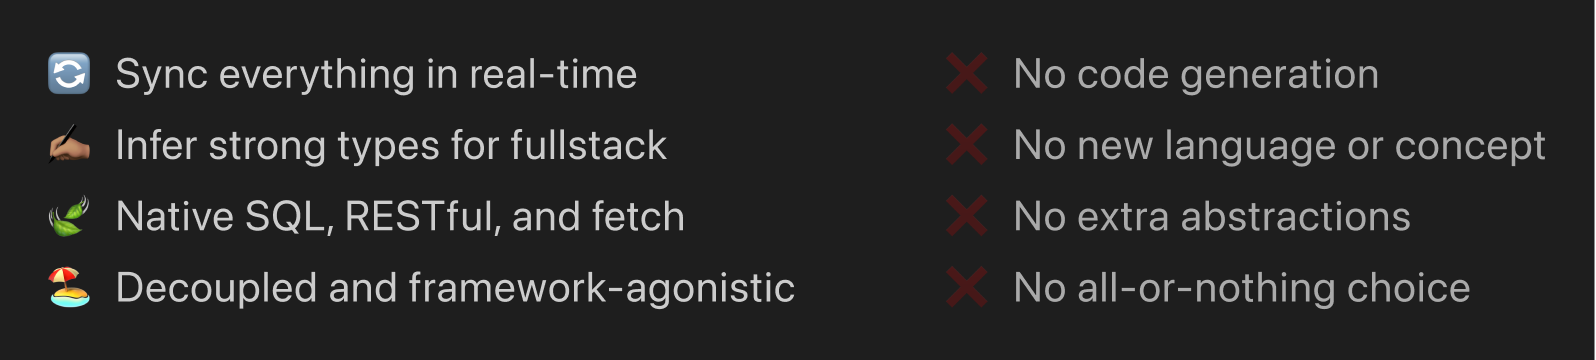 Sync everything in real-time
Infer strong types for fullstack
Native SQL, RESTful, and fetch
Decoupled and framework-agonistic
No code generation
No new language or concept
No extra abstractions
No all-or-nothing choice